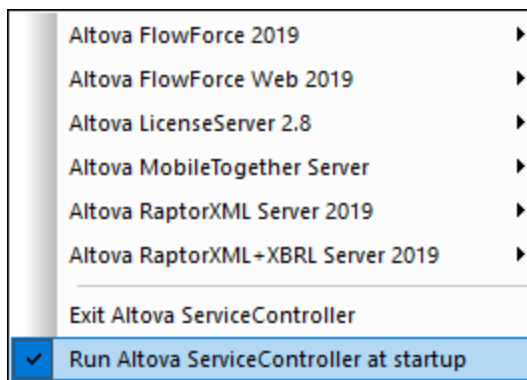 Altova FlowForce 2019
Altova FlowForce Web 2019
Altova LicenseServer 2.8
Altova MobileTogether Server
Altova RaptorXML Server 2019
Altova RaptorXML+XBRL Server 2019
Exit Altova ServiceController
Run Altova ServiceController at startup